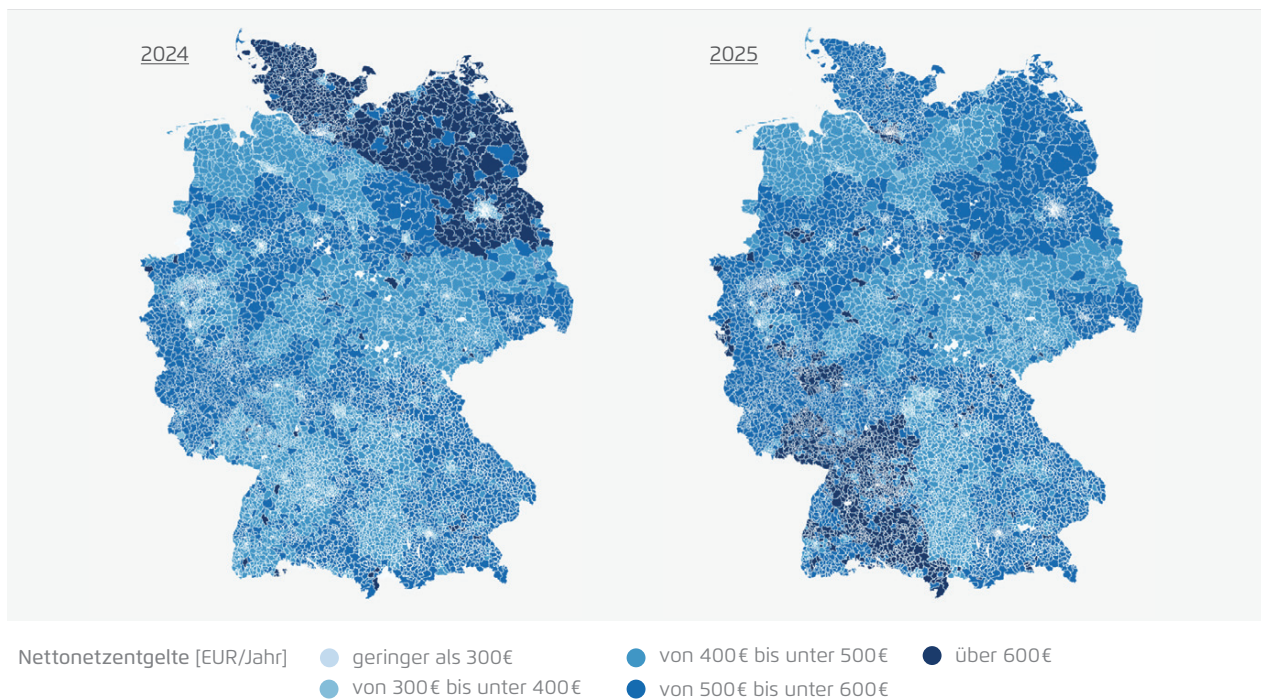 2024
2025
Nettonetzentgelte [EUR/Jahr]
geringer als 300€
von 300€ bis unter 400€
von 400€ bis unter 500€
von 500€ bis unter 600€
über 600€